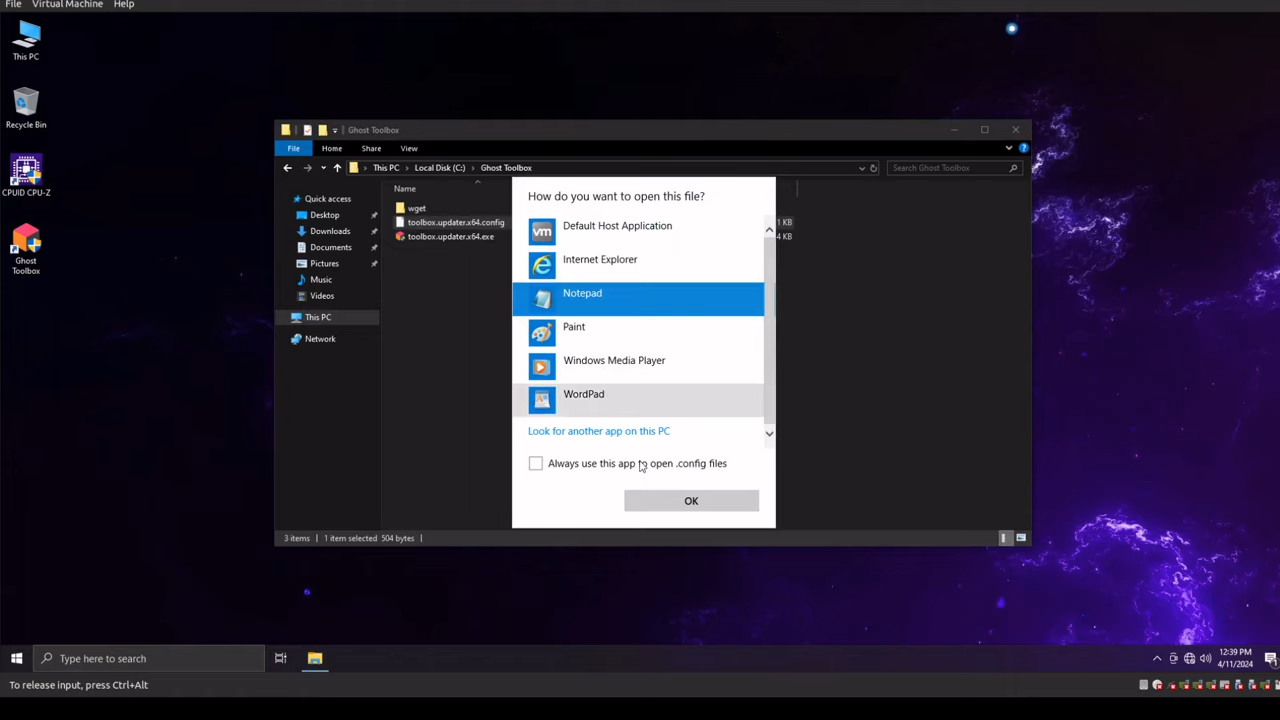 File Virtual Machine Help
This PC
Recycle Bin
CPUID CPU-Z
Ghost
Toolbox
Ghost Toolbox
File Home Share View
This PC Local Disk (C:) Ghost Toolbox
Search Ghost Toolbox
Quick access
Desktop
Downloads
Documents
Pictures
Music
Videos
This PC
Network
Name
wget
toolbox.updater.x64.config
1 KB
toolbox.updater.x64.exe
4 KB
How do you want to open this file?
vm
Default Host Application
Internet Explorer
Notepad
Paint
Windows Media Player
WordPad
Look for another app on this PC
Always use this app to open .config files
OK
3 items 1 item selected 504 bytes
Type here to search
12:39 PM
4/11/2024
To release input, press Ctrl+Alt